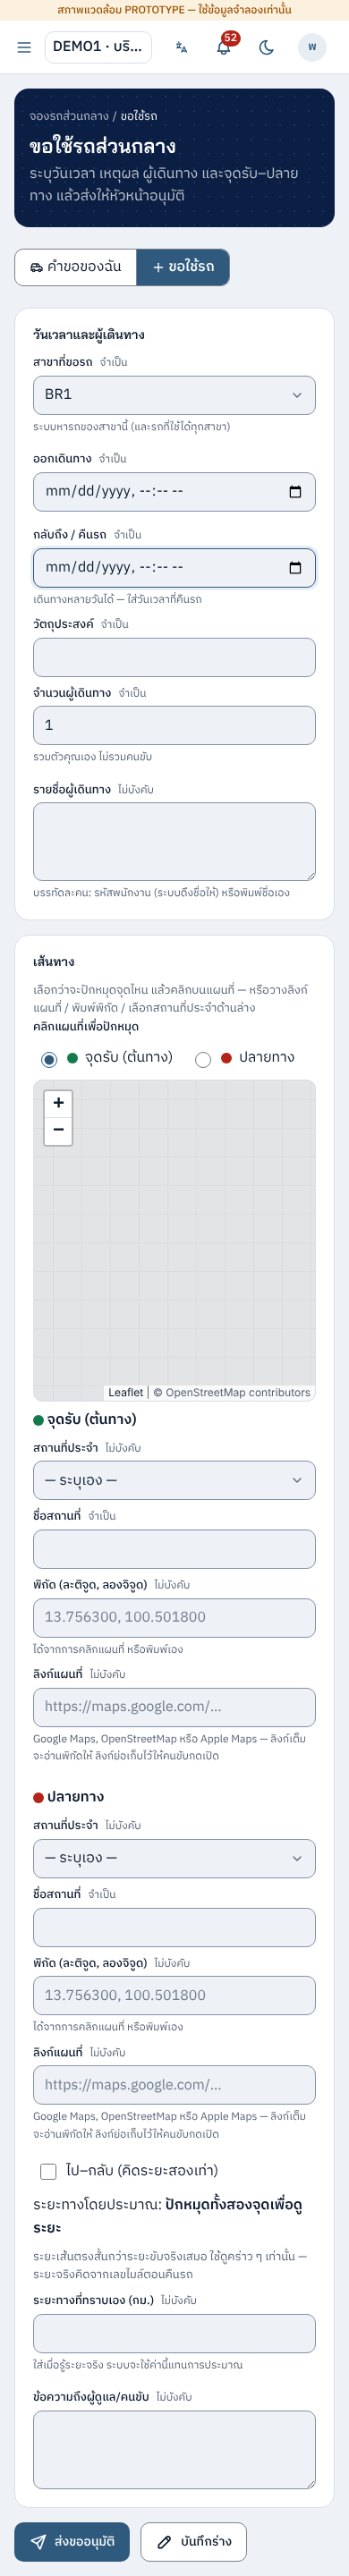 สภาพแวดล้อม PROTOTYPE — ใช้ข้อมูลจำลองเท่านั้น
DEMO1 · บริ...
52
พ
จองรถส่วนกลาง / ขอใช้รถ
ขอใช้รถส่วนกลาง
ระบุวันเวลา เหตุผล ผู้เดินทาง และจุดรับ–ปลาย
ทาง แล้วส่งให้หัวหน้าอนุมัติ
คำขอของฉัน
+ ขอใช้รถ
วันเวลาและผู้เดินทาง
สาขาที่ขอรถ จำเป็น
BR1
ระบบหารถของสาขานี้ (และรถที่ใช้ได้ทุกสาขา)
ออกเดินทาง จำเป็น
mm/dd/yyyy, --:-- --
กลับถึง / คืนรถ จำเป็น
mm/dd/yyyy, --:-- --
เดินทางหลายวันได้ — ใส่วันเวลาที่คืนรถ
วัตถุประสงค์ จำเป็น
จำนวนผู้เดินทาง จำเป็น
1
รวมตัวคุณเอง ไม่รวมคนขับ
รายชื่อผู้เดินทาง ไม่บังคับ
บรรทัดละคน: รหัสพนักงาน (ระบบดึงชื่อให้) หรือพิมพ์ชื่อเอง
เส้นทาง
เลือกว่าจะปักหมุดจุดไหน แล้วคลิกบนแผนที่ — หรือวางลิงก์
แผนที่ / พิมพ์พิกัด / เลือกสถานที่ประจำด้านล่าง
คลิกแผนที่เพื่อปักหมุด
จุดรับ (ต้นทาง)
ปลายทาง
+
−
Leaflet | © OpenStreetMap contributors
จุดรับ (ต้นทาง)
สถานที่ประจำ ไม่บังคับ
— ระบุเอง —
ชื่อสถานที่ จำเป็น
พิกัด (ละติจูด, ลองจิจูด) ไม่บังคับ
13.756300, 100.501800
ได้จากการคลิกแผนที่ หรือพิมพ์เอง
ลิงก์แผนที่ ไม่บังคับ
https://maps.google.com/...
Google Maps, OpenStreetMap หรือ Apple Maps — ลิงก์เต็ม
จะอ่านพิกัดให้ ลิงก์ย่อเก็บไว้ให้คนขับกดเปิด
ปลายทาง
สถานที่ประจำ ไม่บังคับ
— ระบุเอง —
ชื่อสถานที่ จำเป็น
พิกัด (ละติจูด, ลองจิจูด) ไม่บังคับ
13.756300, 100.501800
ได้จากการคลิกแผนที่ หรือพิมพ์เอง
ลิงก์แผนที่ ไม่บังคับ
https://maps.google.com/...
Google Maps, OpenStreetMap หรือ Apple Maps — ลิงก์เต็ม
จะอ่านพิกัดให้ ลิงก์ย่อเก็บไว้ให้คนขับกดเปิด
ไป–กลับ (คิดระยะสองเท่า)
ระยะทางโดยประมาณ: ปักหมุดทั้งสองจุดเพื่อดู
ระยะ
ระยะเส้นตรงสั้นกว่าระยะขับจริงเสมอ ใช้ดูคร่าว ๆ เท่านั้น —
ระยะจริงคิดจากเลขไมล์ตอนคืนรถ
ระยะทางที่ทราบเอง (กม.) ไม่บังคับ
ใส่เมื่อรู้ระยะจริง ระบบจะใช้ค่านี้แทนการประมาณ
ข้อความถึงผู้ดูแล/คนขับ ไม่บังคับ
ส่งขออนุมัติ
บันทึกร่าง